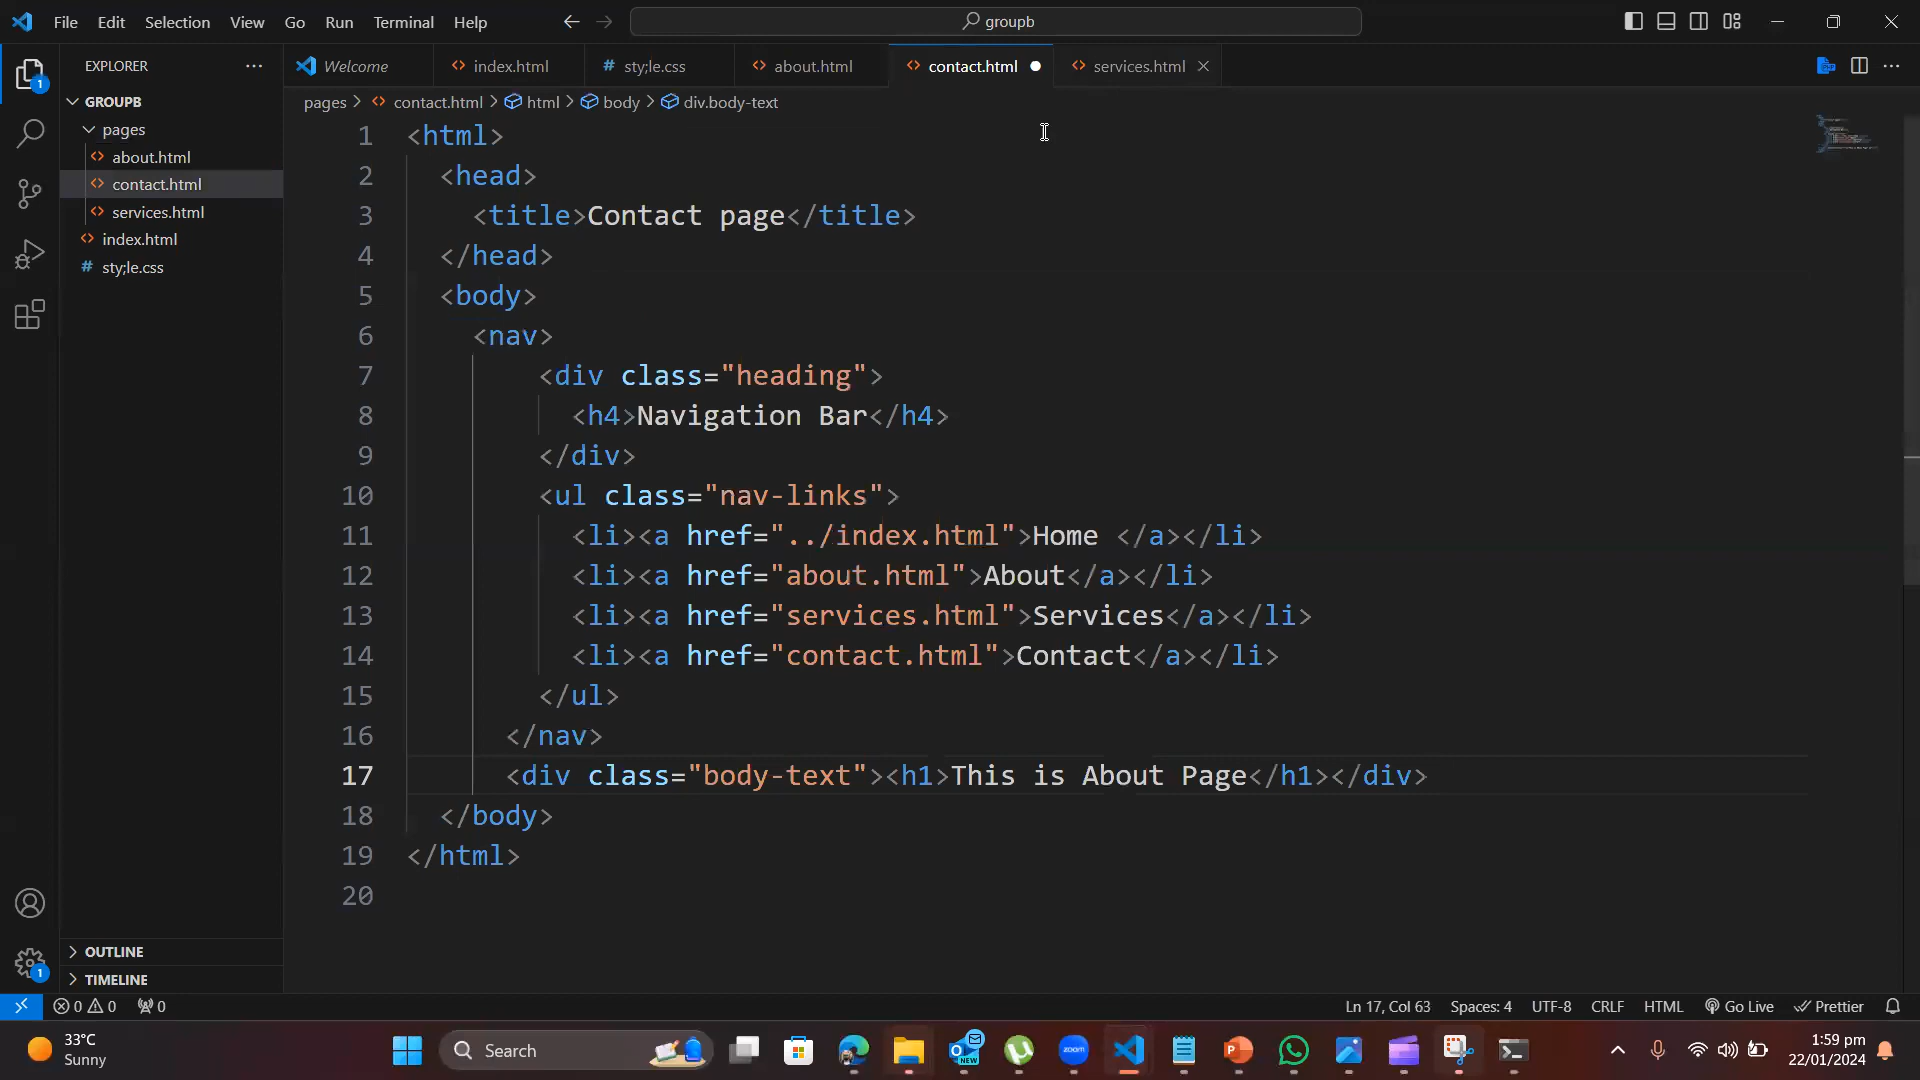 File Edit Selection View Go Run Terminal Help
groupb
EXPLORER
Welcome
index.html
sty;le.css
about.html
contact.html
services.html
GROUPB
pages
about.html
contact.html
services.html
index.html
sty;le.css
pages > contact.html > html > body > div.body-text
1 <html>
2 <head>
3 <title>Contact page</title>
4 </head>
5 <body>
6 <nav>
7 <div class="heading">
8 <h4>Navigation Bar</h4>
9 </div>
10 <ul class="nav-links">
11 <li><a href="../index.html">Home </a></li>
12 <li><a href="about.html">About</a></li>
13 <li><a href="services.html">Services</a></li>
14 <li><a href="contact.html">Contact</a></li>
15 </ul>
16 </nav>
17 <div class="body-text"><h1>This is About Page</h1></div>
18 </body>
19 </html>
20
1
1
OUTLINE
TIMELINE
0 0 0
Ln 17, Col 63 Spaces: 4 UTF-8 CRLF HTML Go Live Prettier
33°C
Sunny
Search
NEW
zoom
1:59 pm
22/01/2024